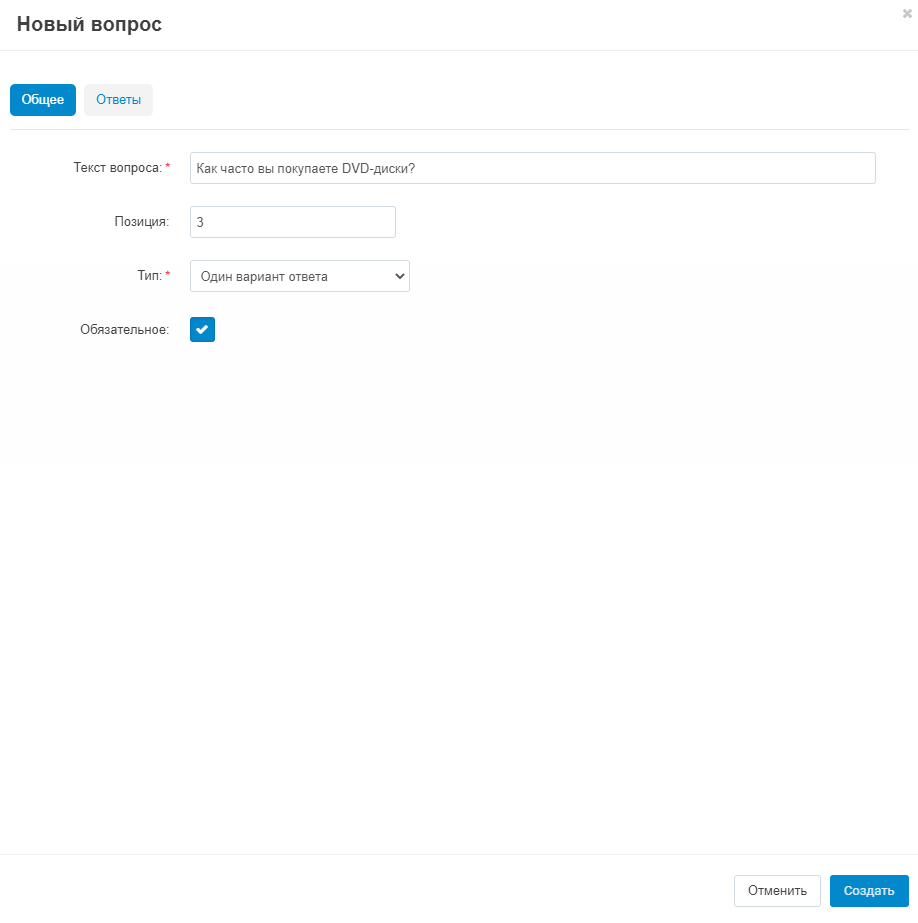 Новый вопрос
Общее
Ответы
Текст вопроса: *
Как часто вы покупаете DVD-диски?
Позиция:
3
Тип: *
Один вариант ответа
Обязательное:
Отменить
Создать